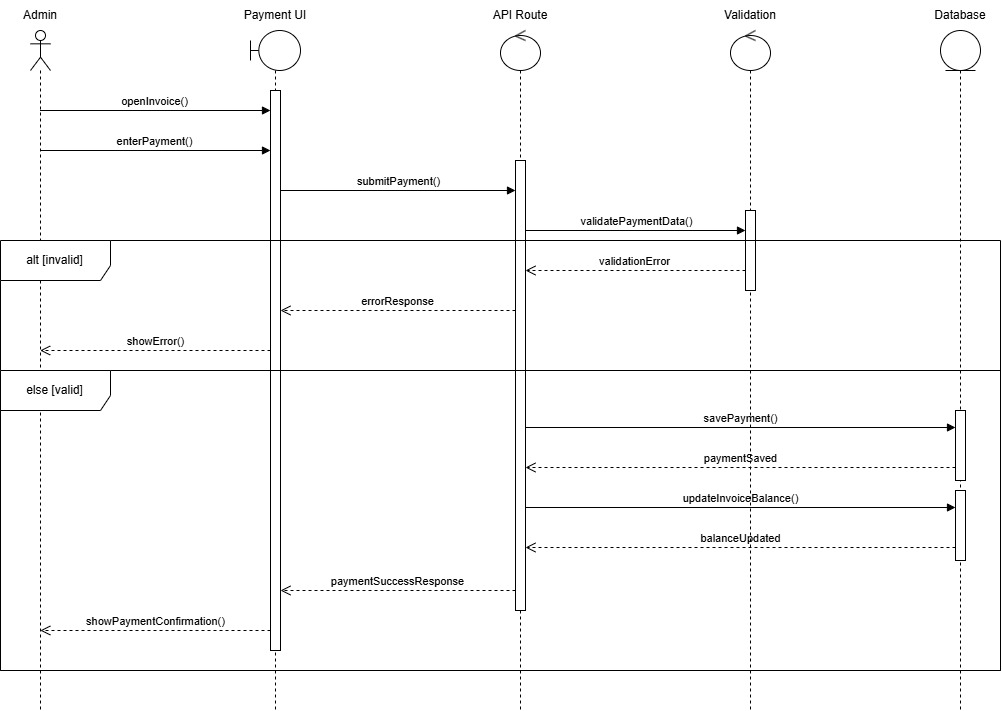 Admin
Payment UI
API Route
Validation
Database
openInvoice()
enterPayment()
submitPayment()
validatePaymentData()
alt [invalid]
validationError
errorResponse
showError()
else [valid]
savePayment()
paymentSaved
updateInvoiceBalance()
balanceUpdated
paymentSuccessResponse
showPaymentConfirmation()